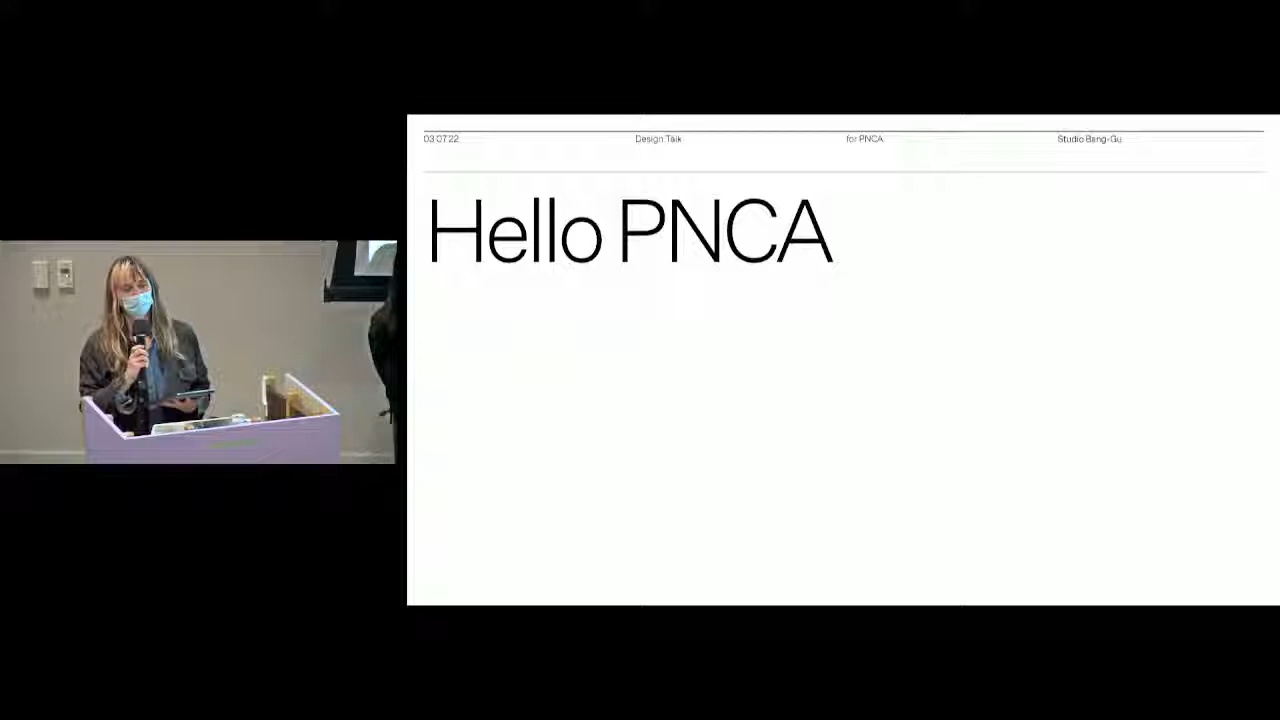 03.07.22
Design Talk
for PNCA
Studio Bang-Gu
Hello PNCA